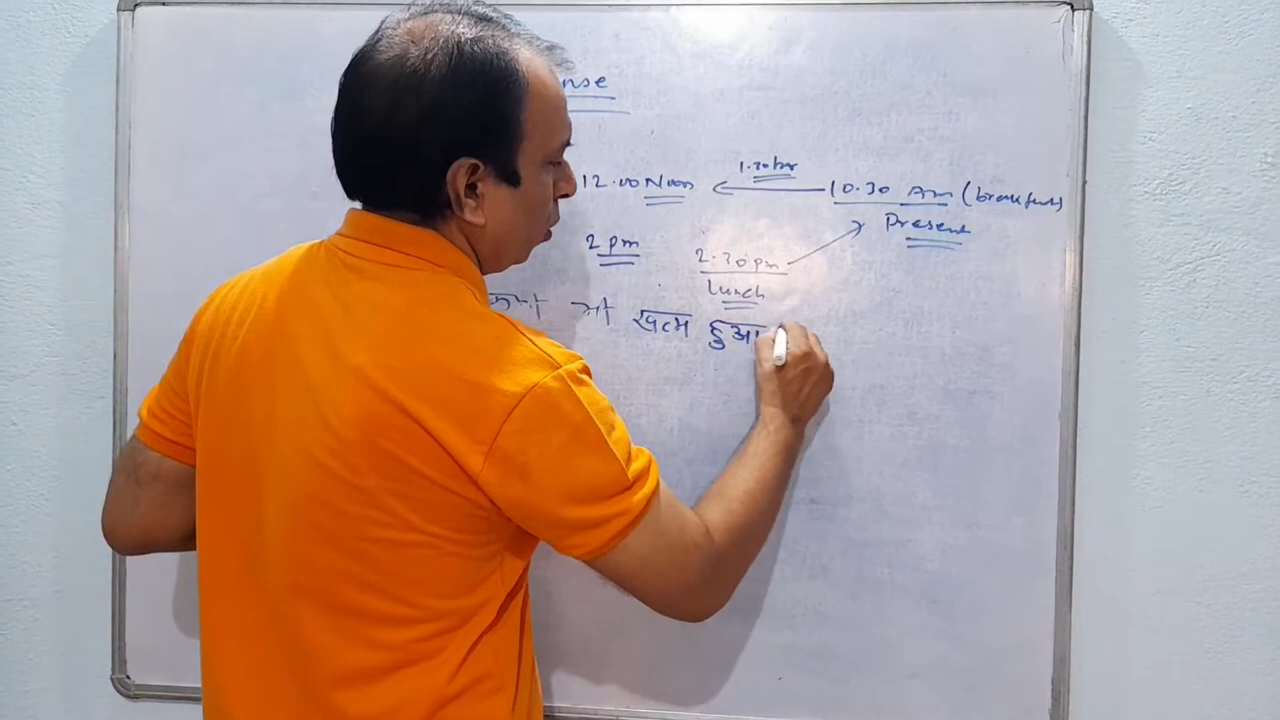 nse
1.30hr
12.00 Noon 10.30 Am (breakfast)
Present
2 pm 2.30 pm
Lunch
खत्म हुआ